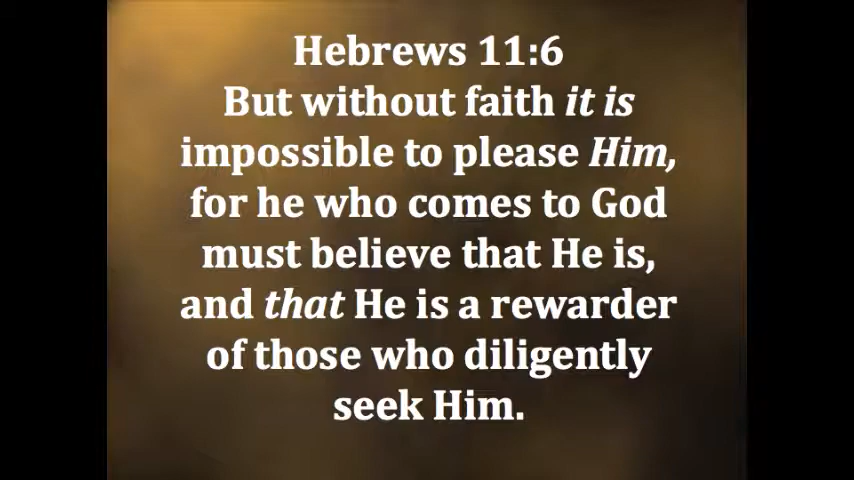 Hebrews 11:6
But without faith it is
impossible to please Him,
for he who comes to God
must believe that He is,
and that He is a rewarder
of those who diligently
seek Him.